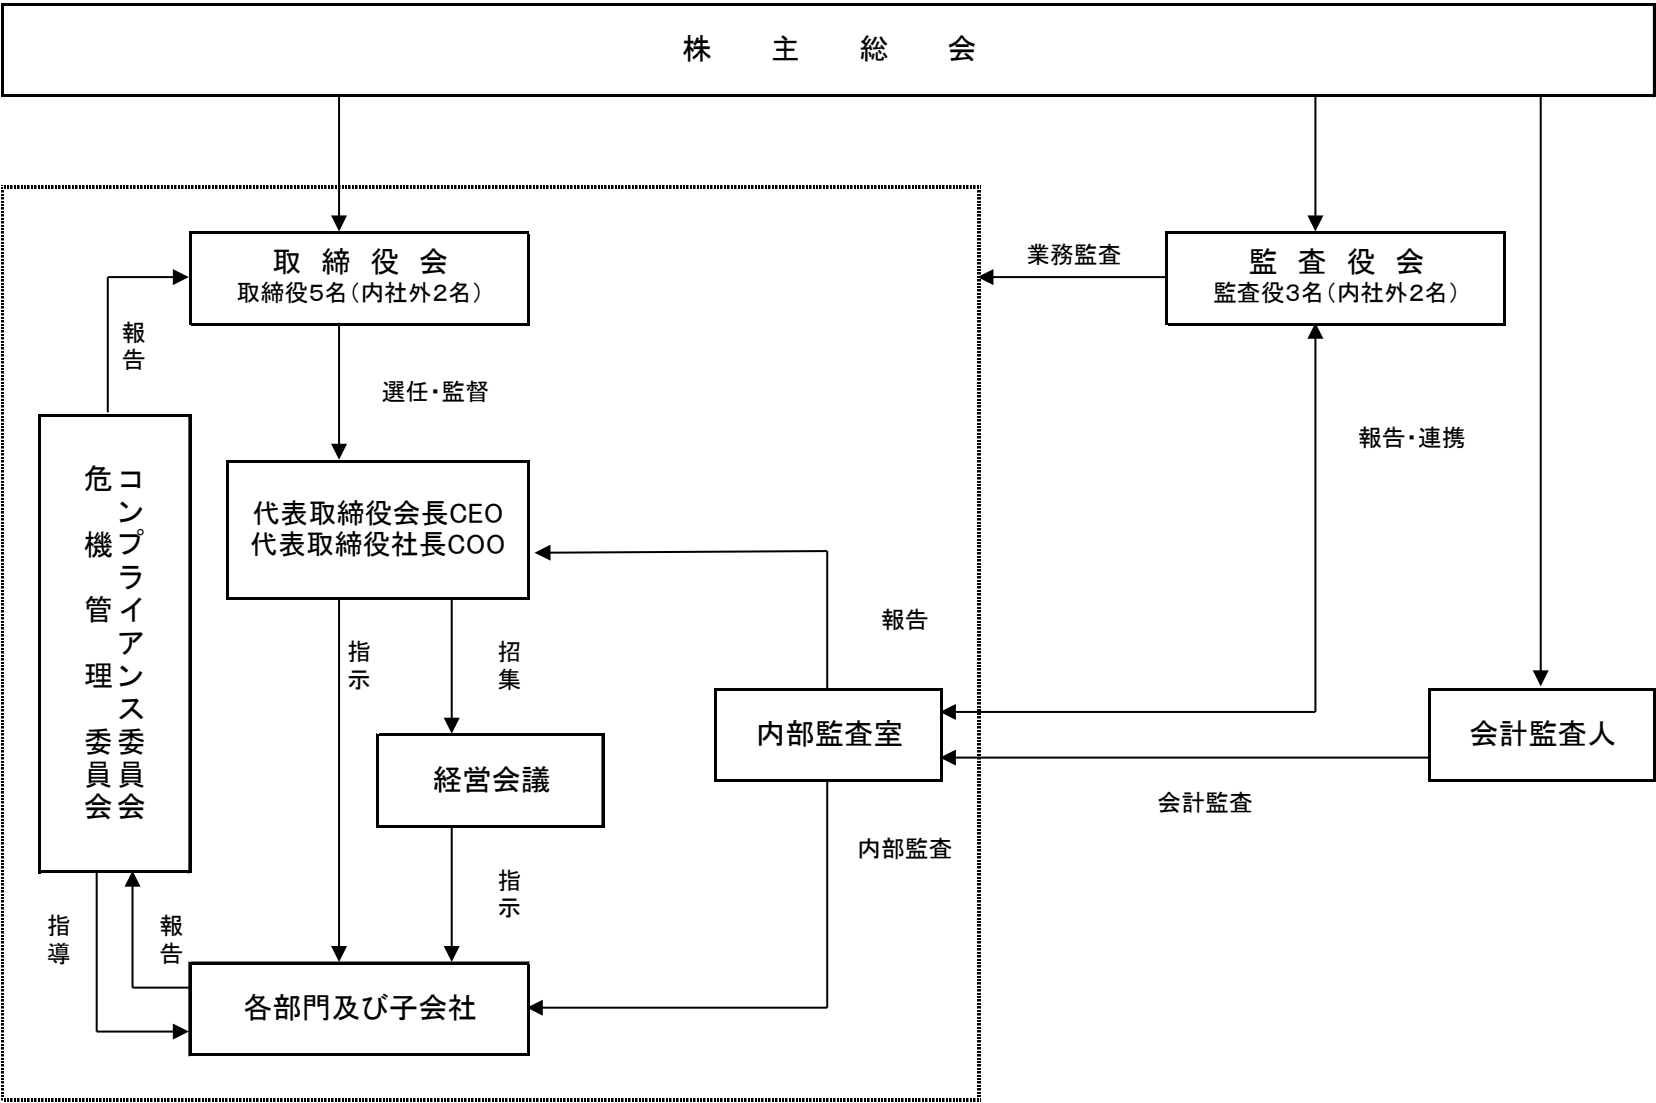 株主総会
取締役会
取締役5名（内社外2名）
業務監査
監査役会
監査役3名（内社外2名）
報告
選任・監督
報告・連携
コンプライアンス委員会
危機管理委員会
代表取締役会長CEO
代表取締役社長COO
指示
招集
報告
内部監査室
会計監査人
経営会議
会計監査
内部監査
指示
指導
報告
各部門及び子会社